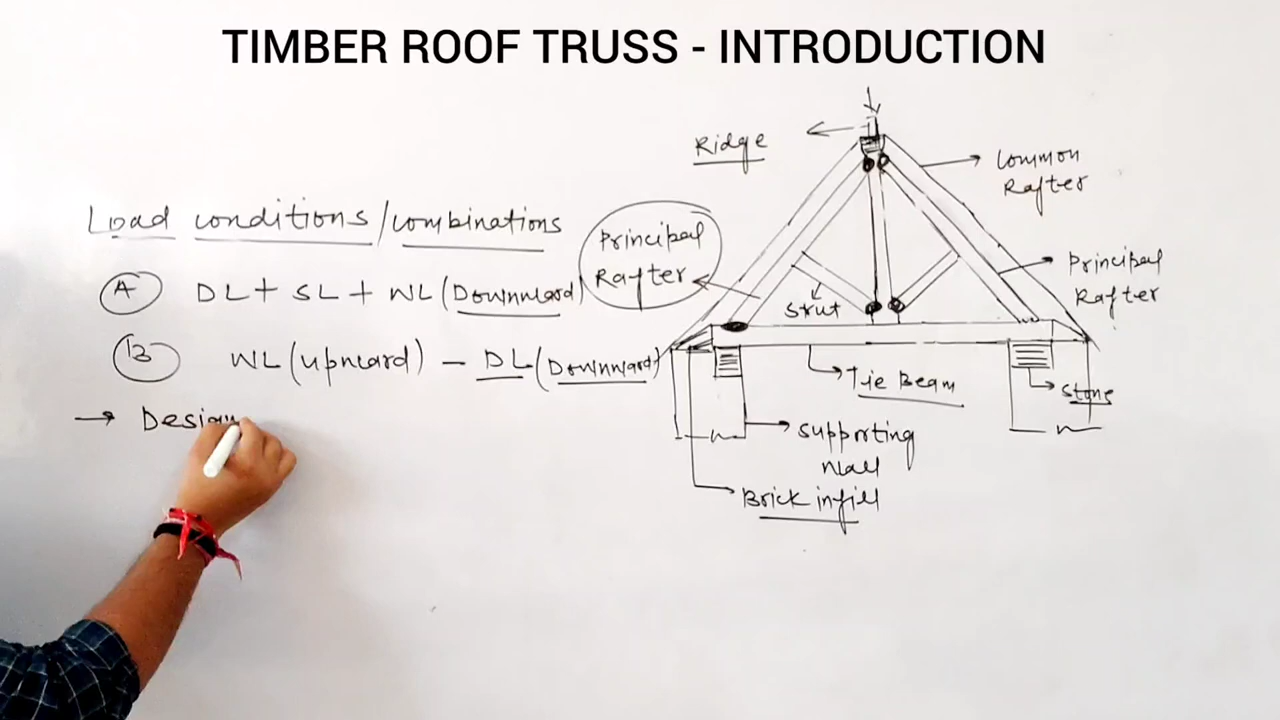 TIMBER ROOF TRUSS - INTRODUCTION
Load conditions/combinations
A DL + SL + WL (Downward)
B WL (upward) - DL (Downward)
→ Design
Ridge
Common
Rafter
Principal
Rafter
Principal
Rafter
Strut
Tie Beam
Stone
Supporting
Wall
Brick infill